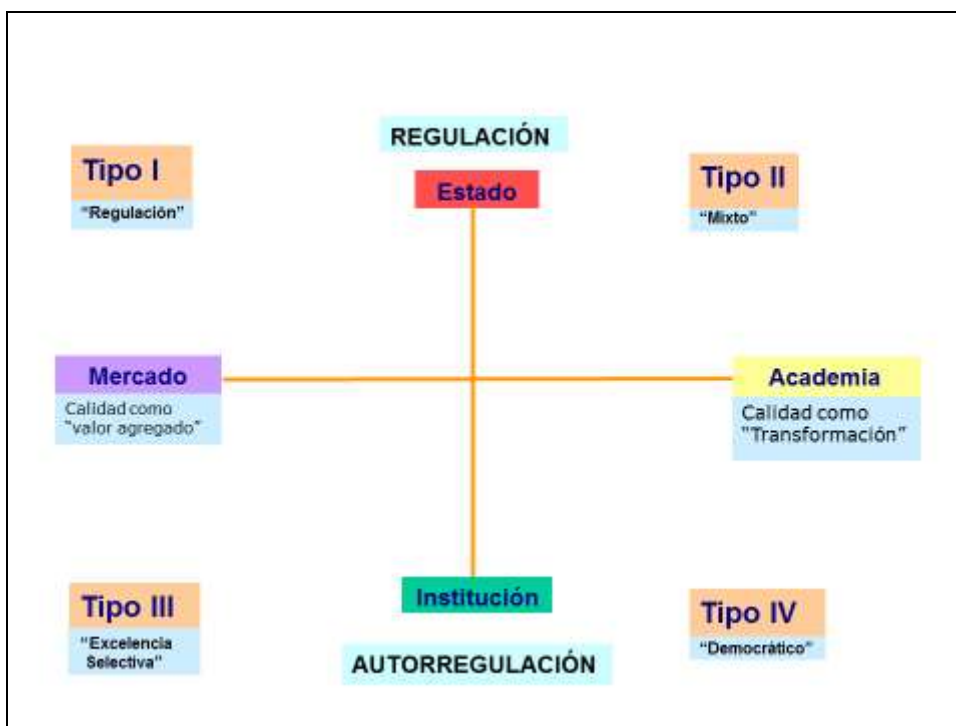 REGULACIÓN
Tipo I
"Regulación"
Estado
Tipo II
"Mixto"
Mercado
Calidad como
"valor agregado"
Academia
Calidad como
"Transformación"
Tipo III
"Excelencia
Selectiva"
Institución
AUTORREGULACIÓN
Tipo IV
"Democrático"